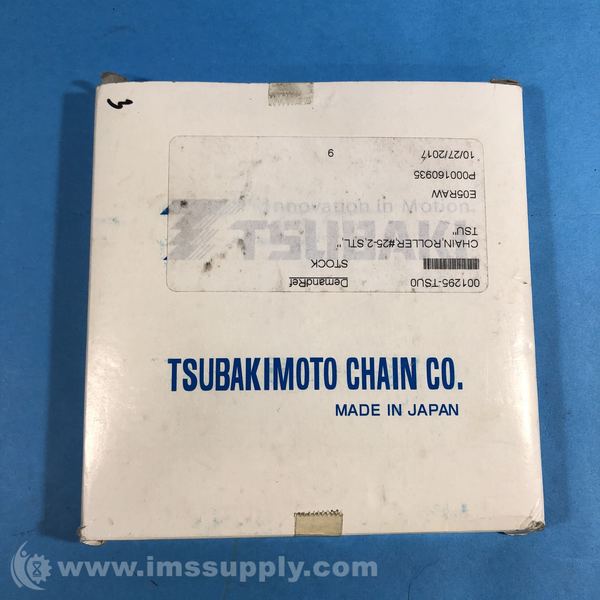 3
10/27/2017 9
P000160935
E05RAW
Innovation in Motion
TSUBAKI
TSU"
CHAIN,ROLLER,#25-2,STL,"
STOCK
001295-TSU0 DemandRef
TSUBAKIMOTO CHAIN CO.
MADE IN JAPAN
www.imssupply.com